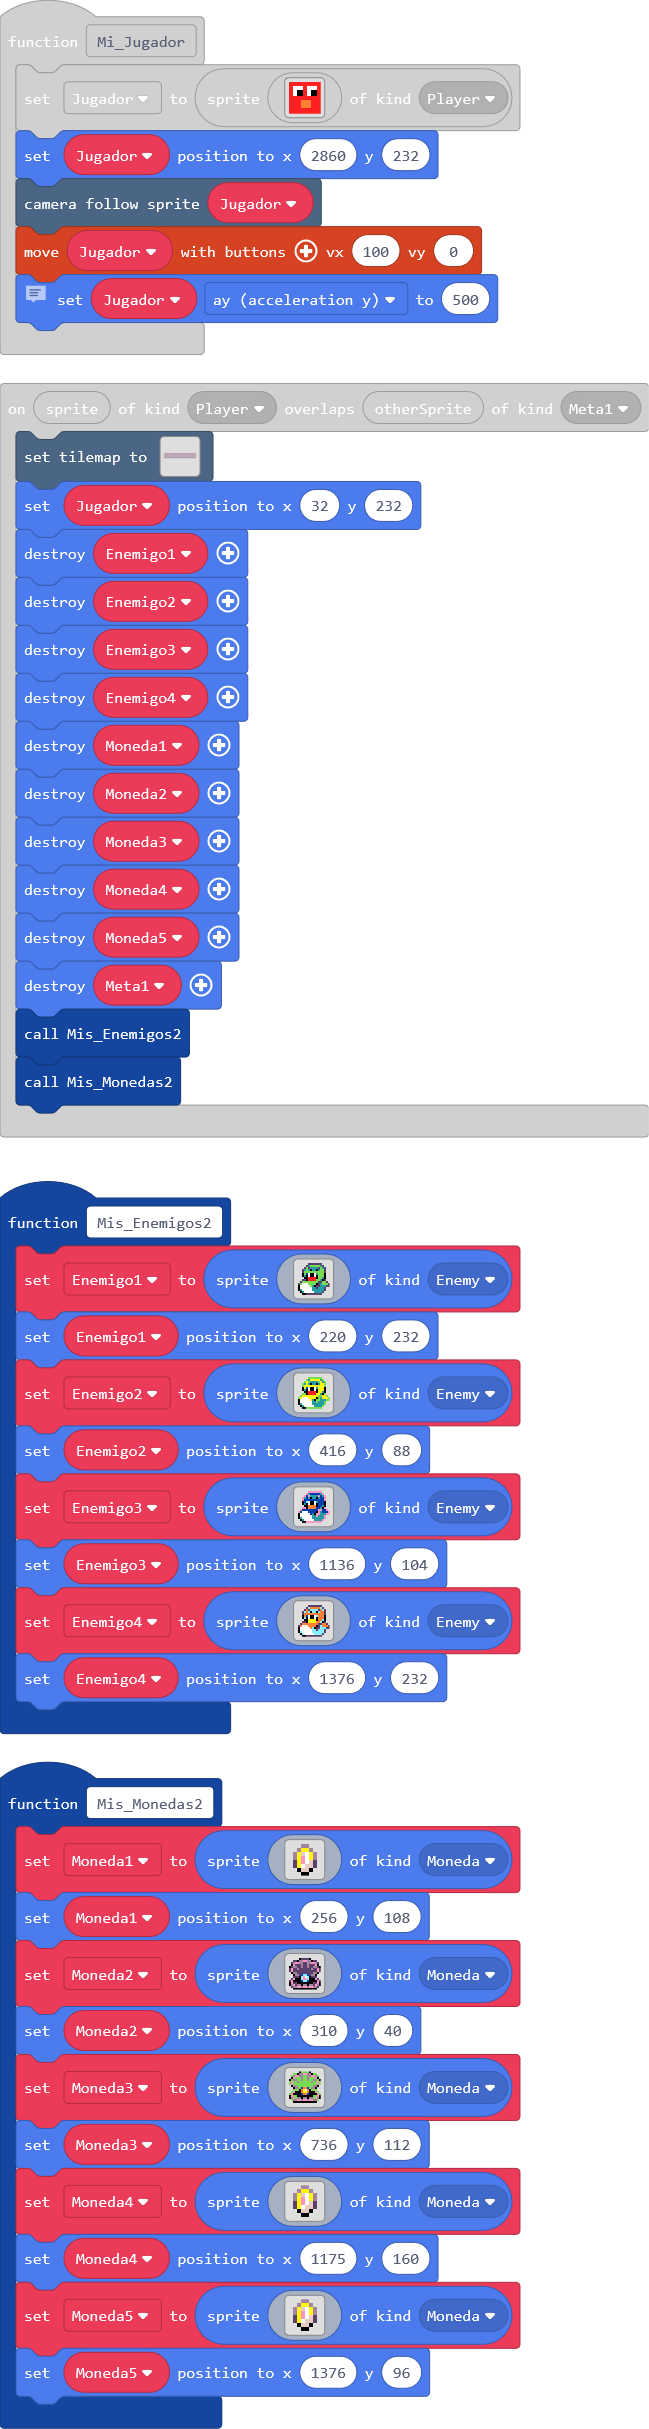 function Mi_Jugador
set Jugador to sprite of kind Player
set Jugador position to x 2860 y 232
camera follow sprite Jugador
move Jugador with buttons vx 100 vy 0
set Jugador ay (acceleration y) to 500
on sprite of kind Player overlaps otherSprite of kind Meta1
set tilemap to
set Jugador position to x 32 y 232
destroy Enemigo1
destroy Enemigo2
destroy Enemigo3
destroy Enemigo4
destroy Moneda1
destroy Moneda2
destroy Moneda3
destroy Moneda4
destroy Moneda5
destroy Meta1
call Mis_Enemigos2
call Mis_Monedas2
function Mis_Enemigos2
set Enemigo1 to sprite of kind Enemy
set Enemigo1 position to x 220 y 232
set Enemigo2 to sprite of kind Enemy
set Enemigo2 position to x 416 y 88
set Enemigo3 to sprite of kind Enemy
set Enemigo3 position to x 1136 y 104
set Enemigo4 to sprite of kind Enemy
set Enemigo4 position to x 1376 y 232
function Mis_Monedas2
set Moneda1 to sprite of kind Moneda
set Moneda1 position to x 256 y 108
set Moneda2 to sprite of kind Moneda
set Moneda2 position to x 310 y 40
set Moneda3 to sprite of kind Moneda
set Moneda3 position to x 736 y 112
set Moneda4 to sprite of kind Moneda
set Moneda4 position to x 1175 y 160
set Moneda5 to sprite of kind Moneda
set Moneda5 position to x 1376 y 96